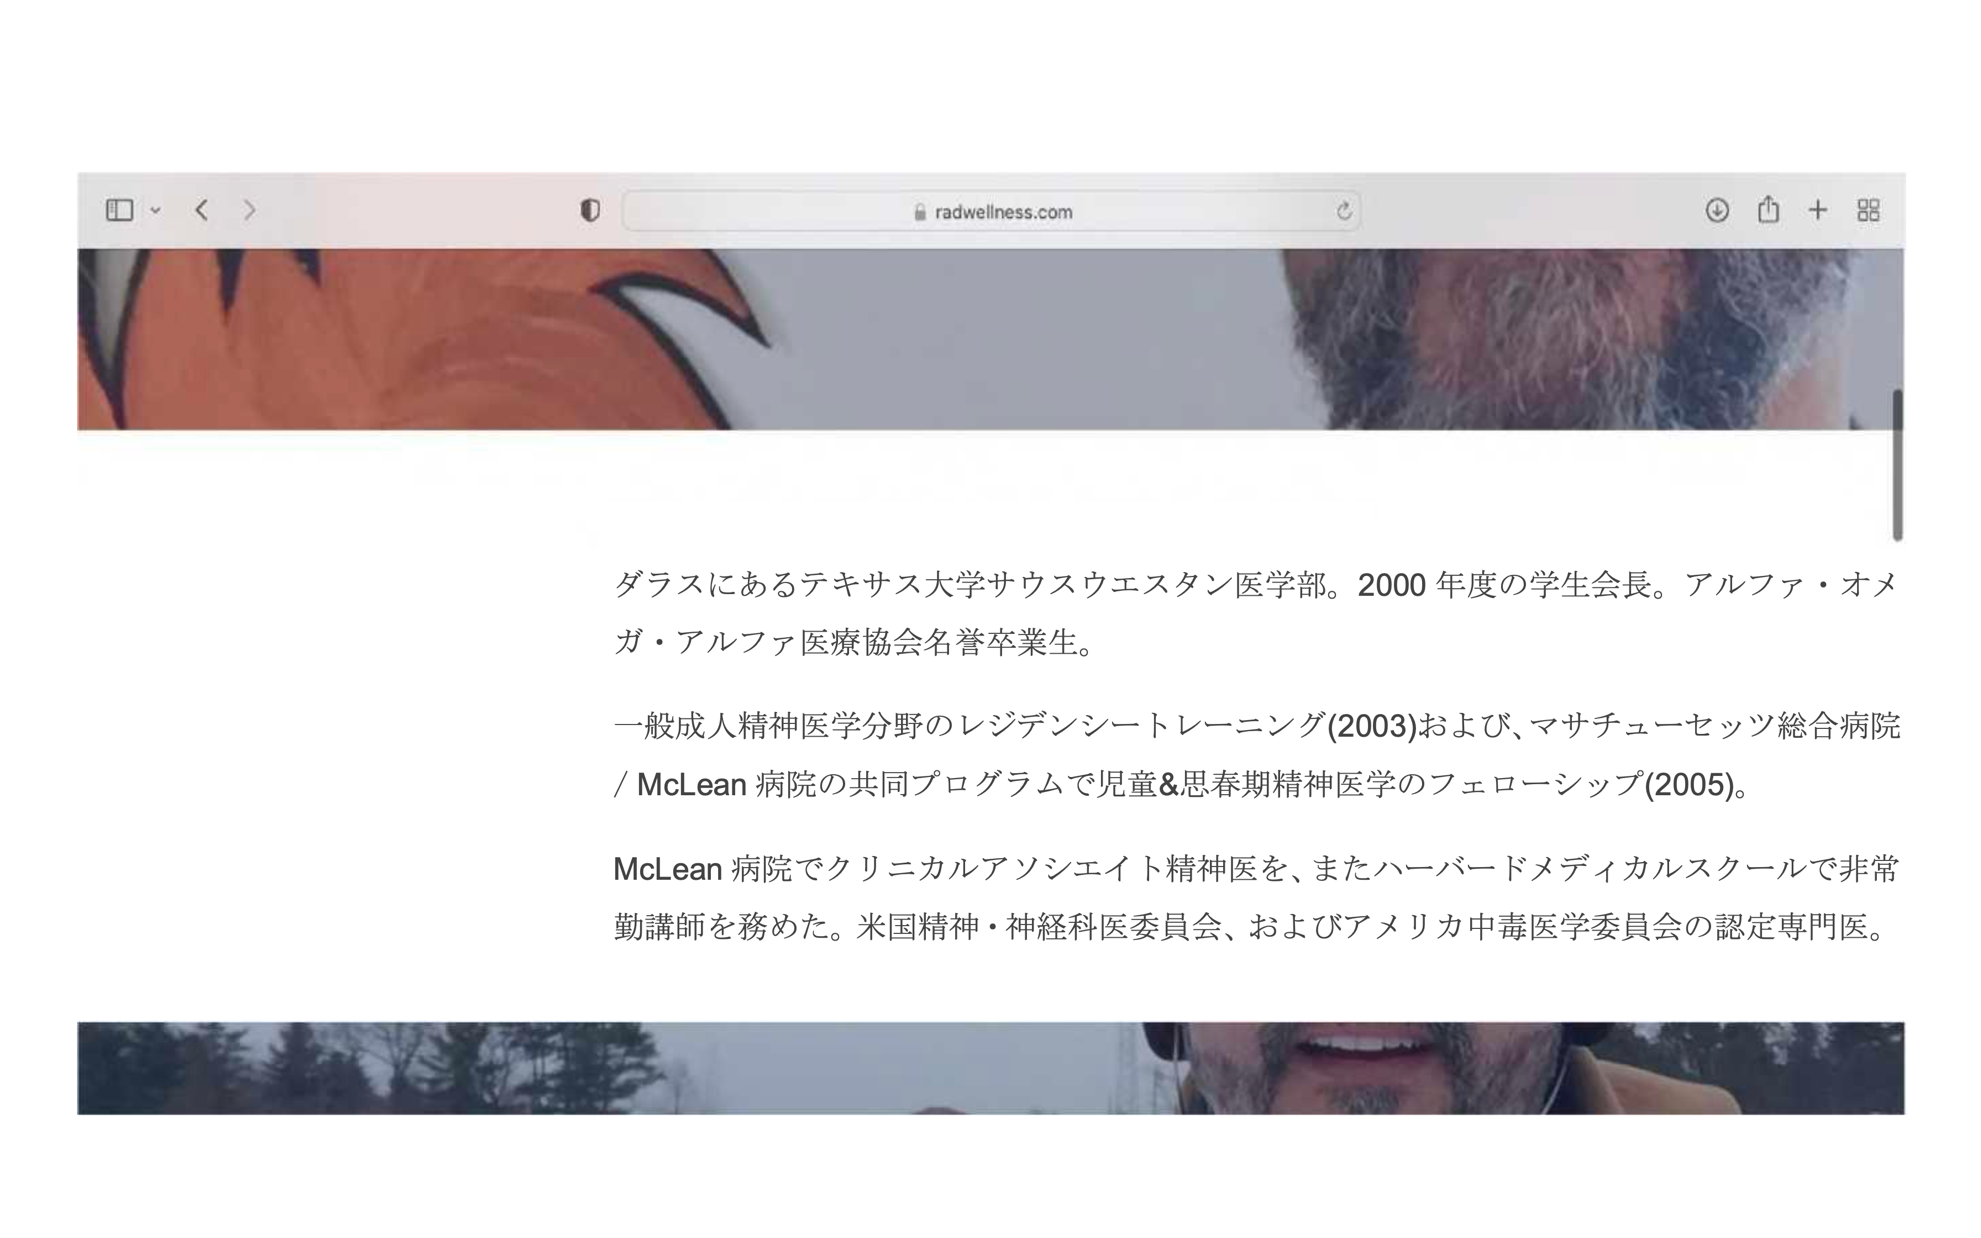 radwellness.com
ダラスにあるテキサス大学サウスウエスタン医学部。2000 年度の学生会長。アルファ・オメ
ガ・アルファ医療協会名誉卒業生。
一般成人精神医学分野のレジデンシートレーニング(2003)および、マサチューセッツ総合病院
/ McLean 病院の共同プログラムで児童&思春期精神医学のフェローシップ(2005)。
McLean 病院でクリニカルアソシエイト精神医を、またハーバードメディカルスクールで非常
勤講師を務めた。米国精神・神経科医委員会、およびアメリカ中毒医学委員会の認定専門医。